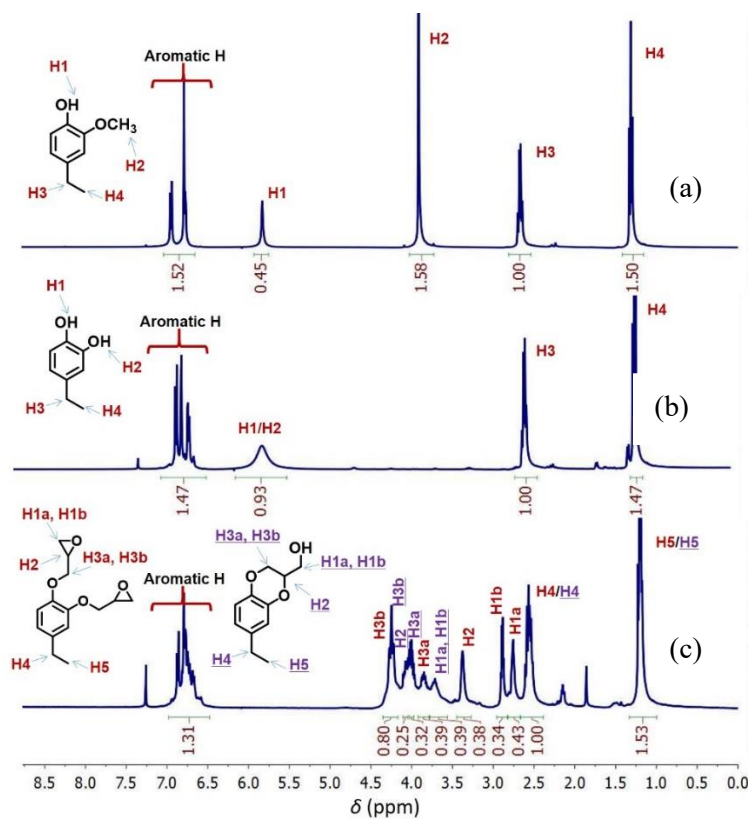 Aromatic H
H1
OH
OCH₃
H2
H3
H4
H1
H2
H3
H4
(a)
1.52
0.45
1.58
1.00
1.50
H1
OH
OH
H2
H3
H4
Aromatic H
H1/H2
H3
H4
(b)
1.47
0.93
1.00
1.47
H1a, H1b
O
H2
H3a, H3b
O
O
O
H4
H5
Aromatic H
H3a, H3b
OH
H1a, H1b
O
O
H2
H4
H5
H3b
H3b
H2
H3a
H3a
H1a, H1b
H2
H1b
H1a
H4/H4
H5/H5
(c)
1.31
0.80
0.25
0.32
0.39
0.39
0.38
0.34
0.43
1.00
1.53
8.5 8.0 7.5 7.0 6.5 6.0 5.5 5.0 4.5 4.0 3.5 3.0 2.5 2.0 1.5 1.0 0.5 0.0
δ (ppm)